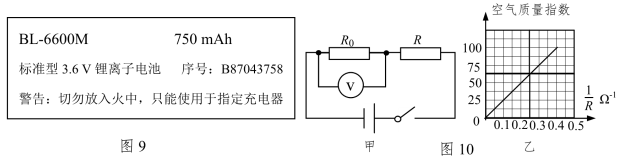 BL-6600M 750 mAh
标准型 3.6 V 锂离子电池 序号：B87043758
警告：切勿放入火中，只能使用于指定充电器
图 9
R₀ R
V
甲
图 10
空气质量指数
100
75
50
25
0 0.1 0.2 0.3 0.4 0.5
1/R Ω⁻¹
乙